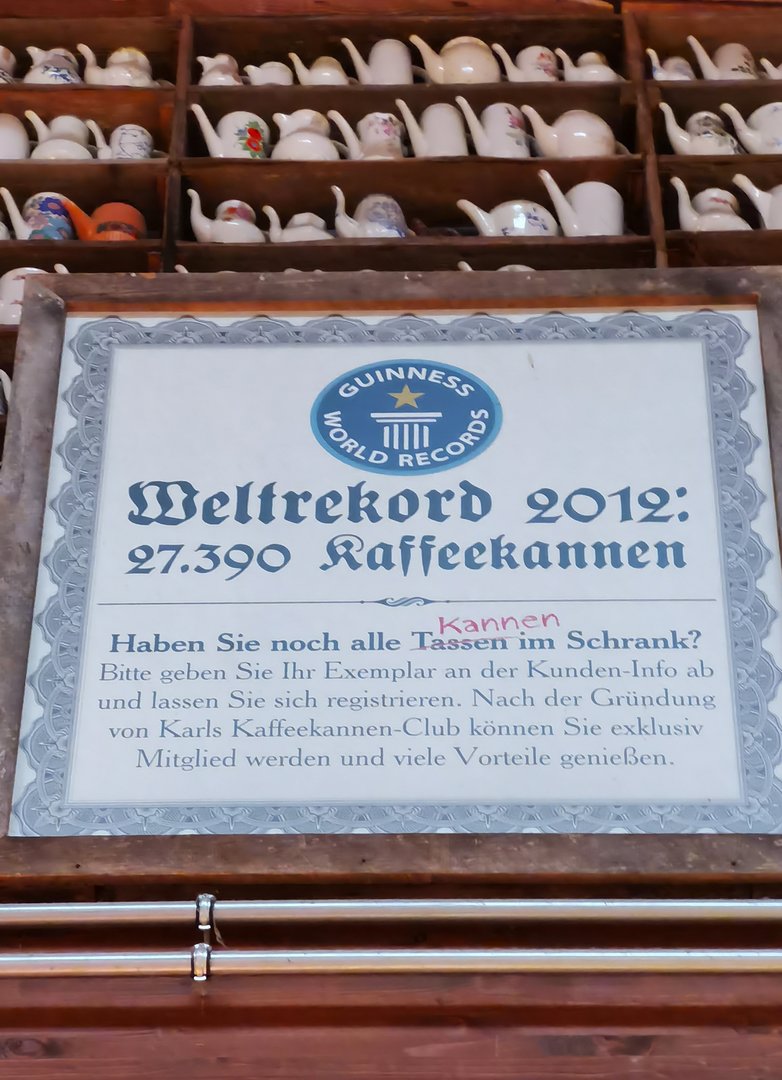 GUINNESS
WORLD RECORDS
Weltrekord 2012:
27.390 Kaffeekannen
Kannen
Haben Sie noch alle Tassen im Schrank?
Bitte geben Sie Ihr Exemplar an der Kunden-Info ab
und lassen Sie sich registrieren. Nach der Gründung
von Karls Kaffeekannen-Club können Sie exklusiv
Mitglied werden und viele Vorteile genießen.